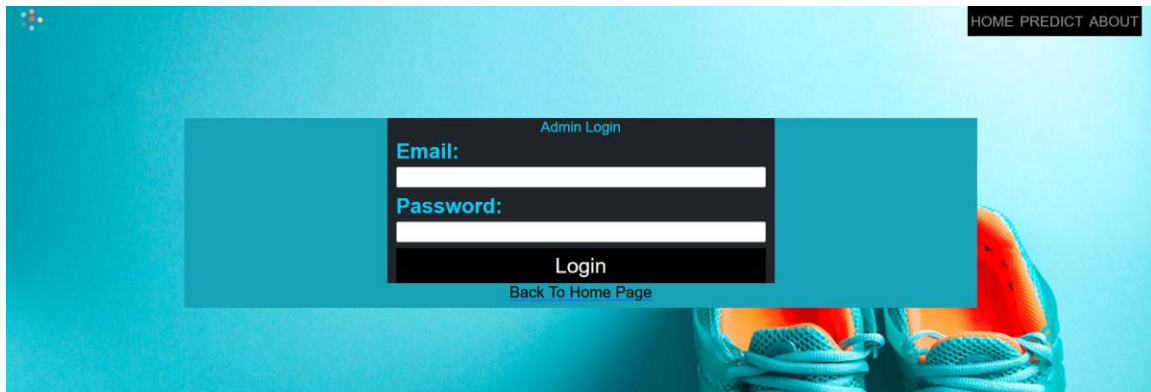 HOME PREDICT ABOUT
Admin Login
Email:
Password:
Login
Back To Home Page